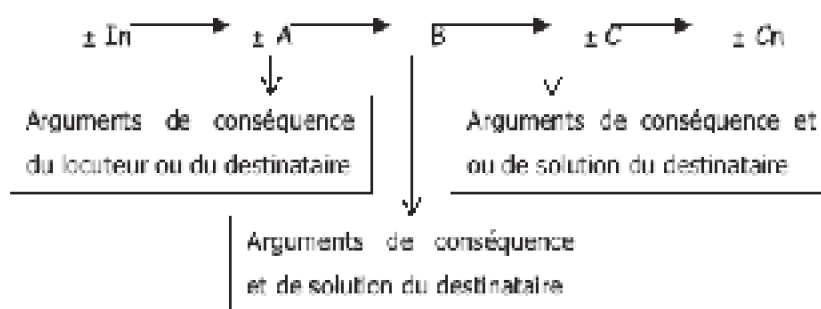 ± In ± A B ± C ± Cn
Arguments de conséquence
du locuteur ou du destinataire
Arguments de conséquence et
ou de solution du destinataire
Arguments de conséquence
et de solution du destinataire